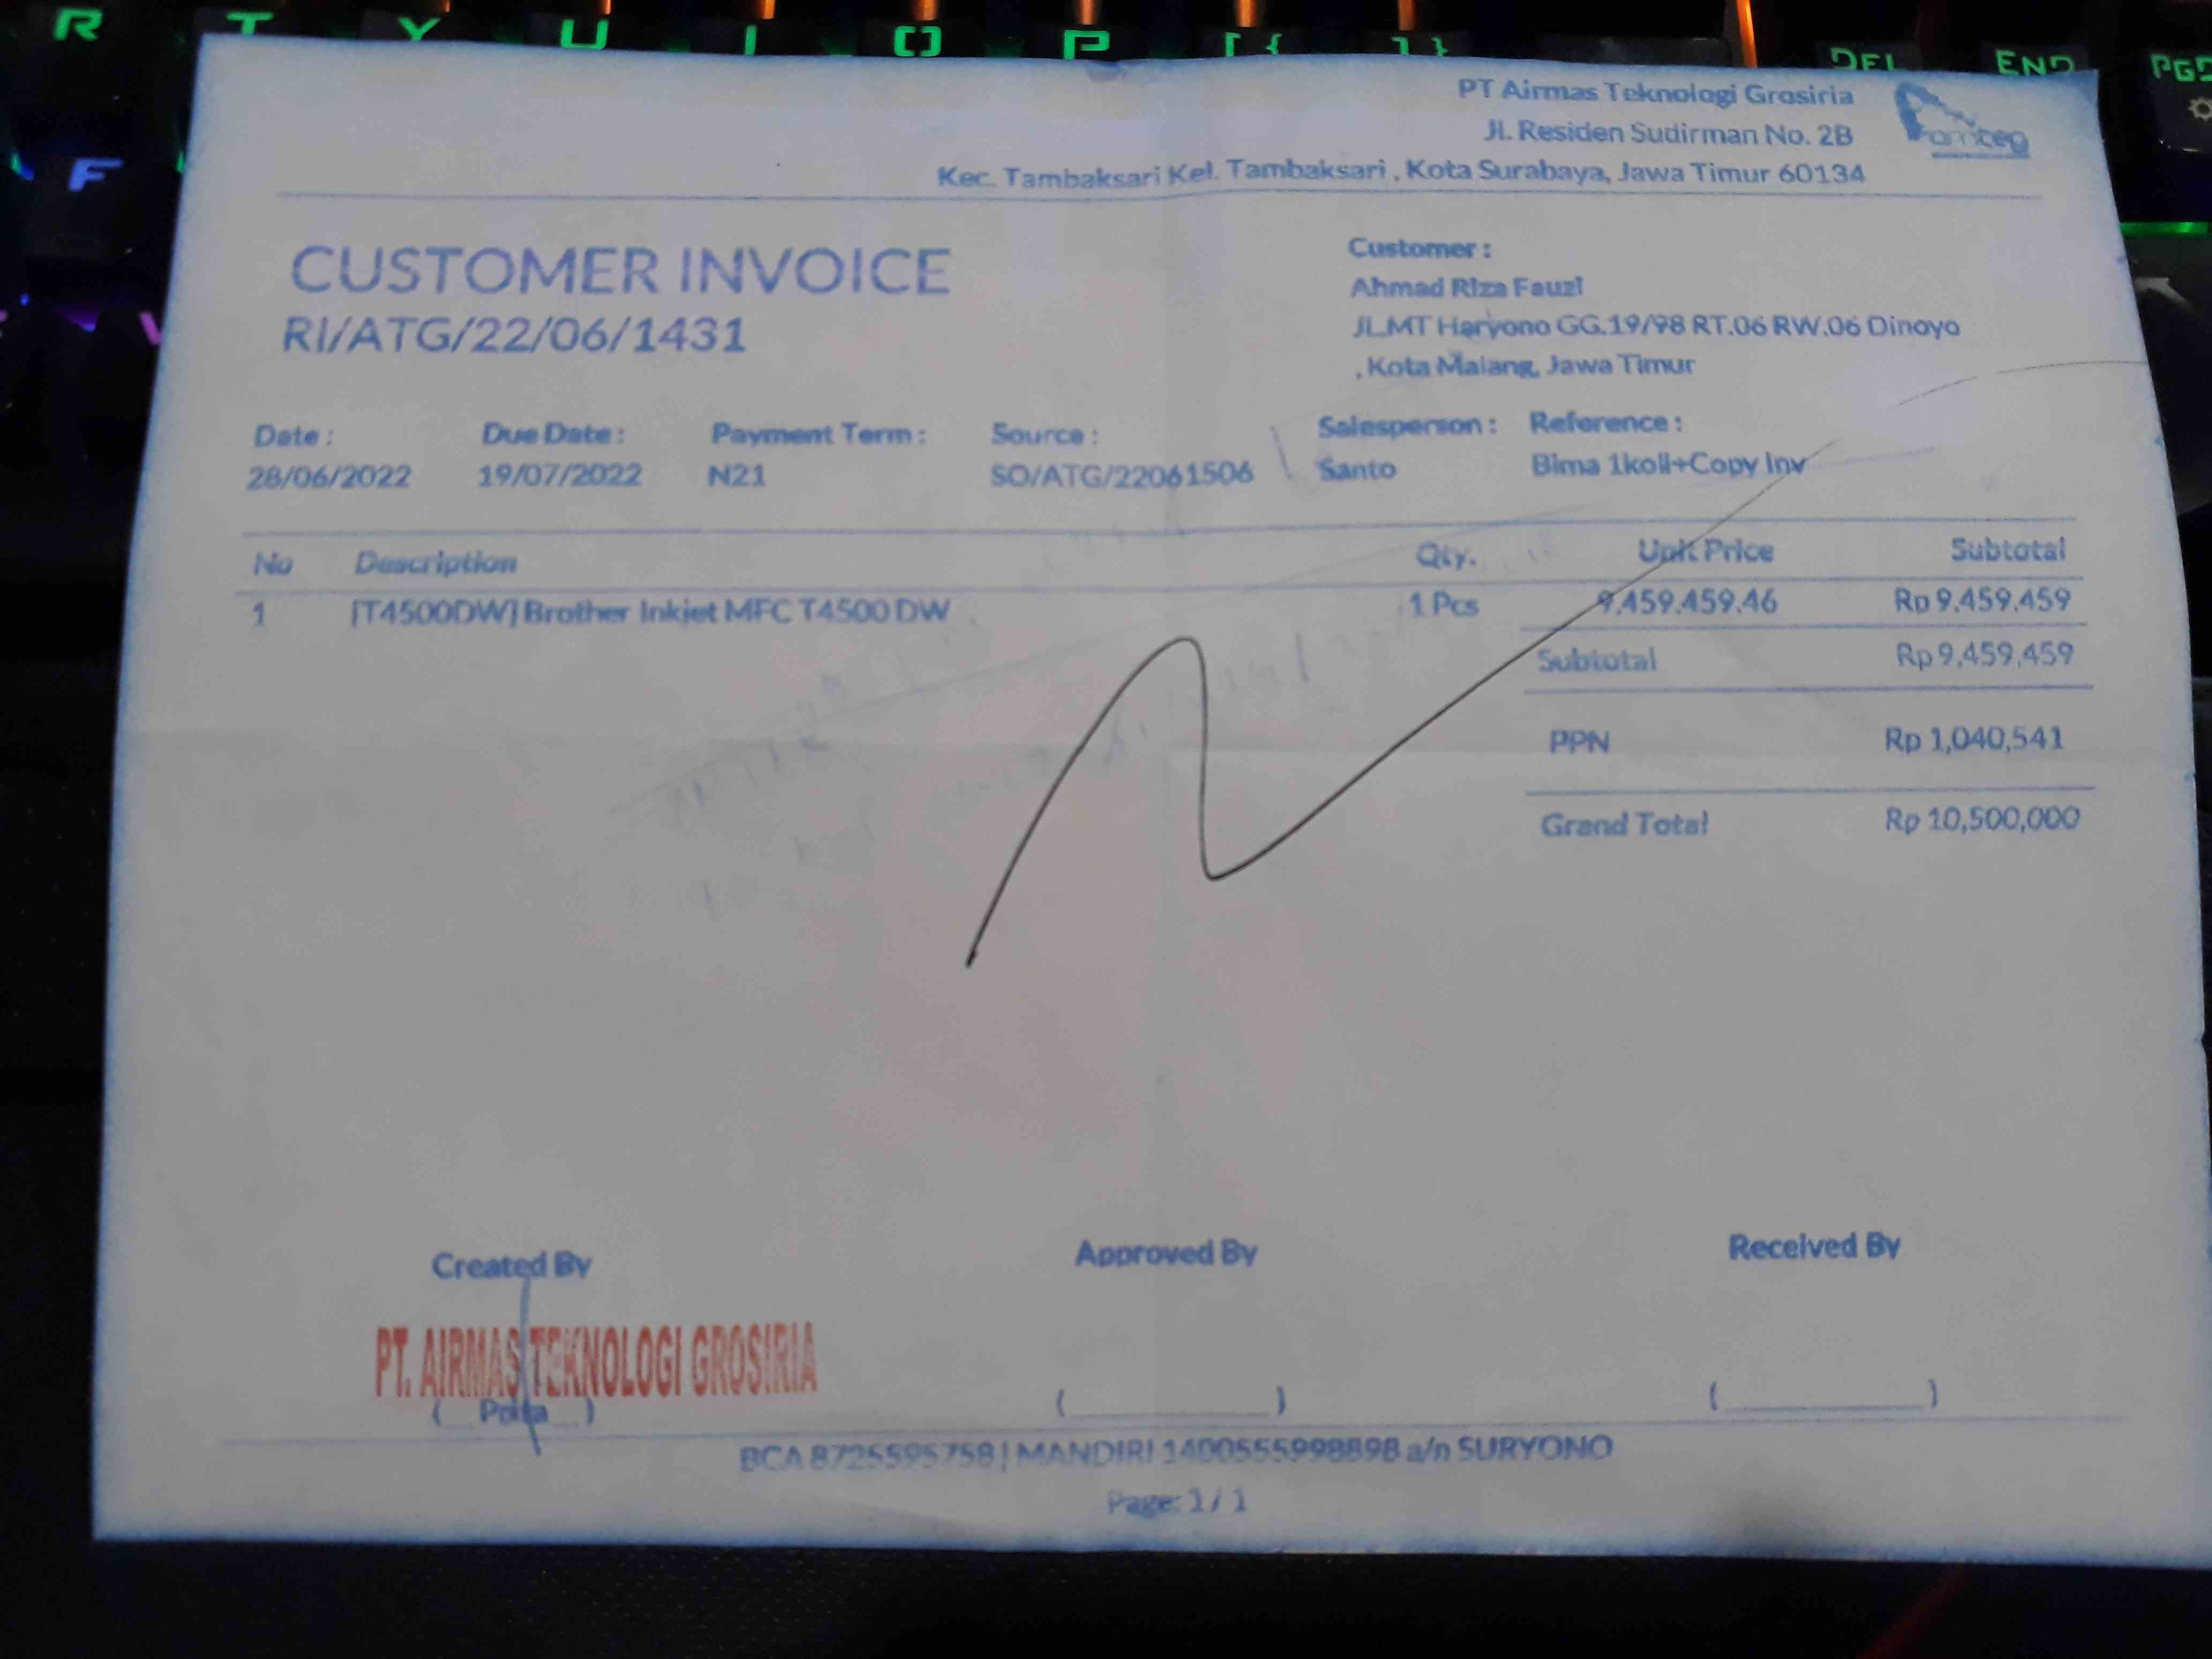 R T Y U I O P [ { ] }
DEL END PGD
F
PT Airmas Teknologi Grosiria
Jl. Residen Sudirman No. 2B
Kec. Tambaksari Kel. Tambaksari , Kota Surabaya, Jawa Timur 60134
CUSTOMER INVOICE
RI/ATG/22/06/1431
Customer :
Ahmad Riza Fauzi
JL.MT Haryono GG.19/98 RT.06 RW.06 Dinoyo
, Kota Malang, Jawa Timur
Date : Due Date : Payment Term : Source : Salesperson : Reference :
28/06/2022 19/07/2022 N21 SO/ATG/22061506 Santo Bima 1koli+Copy Inv
No Description Qty. Unit Price Subtotal
1 [T4500DW] Brother Inkjet MFC T4500 DW 1 Pcs 9,459,459.46 Rp 9,459,459
Subtotal Rp 9,459,459
PPN Rp 1,040,541
Grand Total Rp 10,500,000
Created By Approved By Received By
PT. AIRMAS TEKNOLOGI GROSIRIA
BCA 8725595758 | MANDIRI 1400555998898 a/n SURYONO
Page: 1 / 1